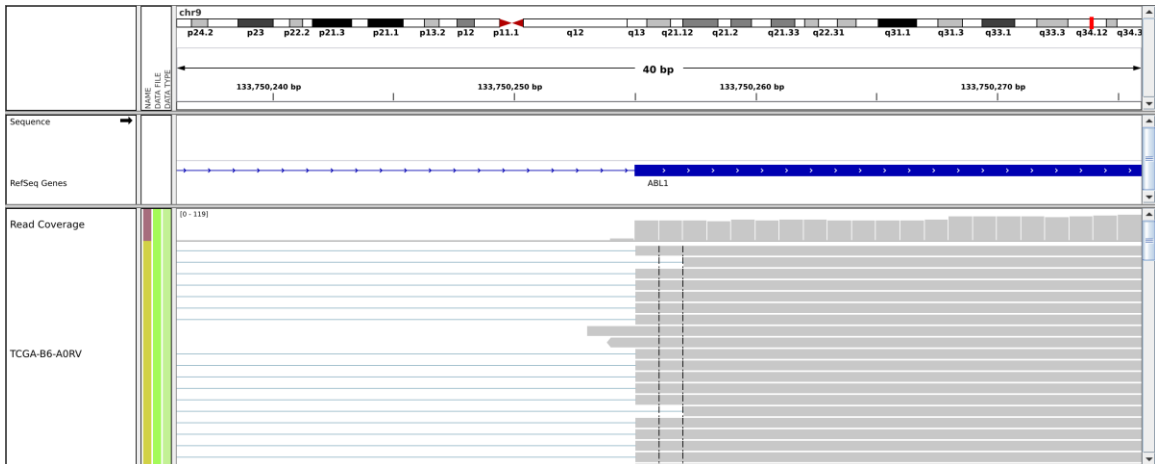 chr9
p24.2 p23 p22.2 p21.3 p21.1 p13.2 p12 p11.1 q12 q13 q21.12 q21.2 q21.33 q22.31 q31.1 q31.3 q33.1 q33.3 q34.12 q34.3
40 bp
133,750,240 bp 133,750,250 bp 133,750,260 bp 133,750,270 bp
NAME
DATA FILE
DATA TYPE
Sequence
RefSeq Genes
ABL1
[0 - 119]
Read Coverage
TCGA-B6-A0RV